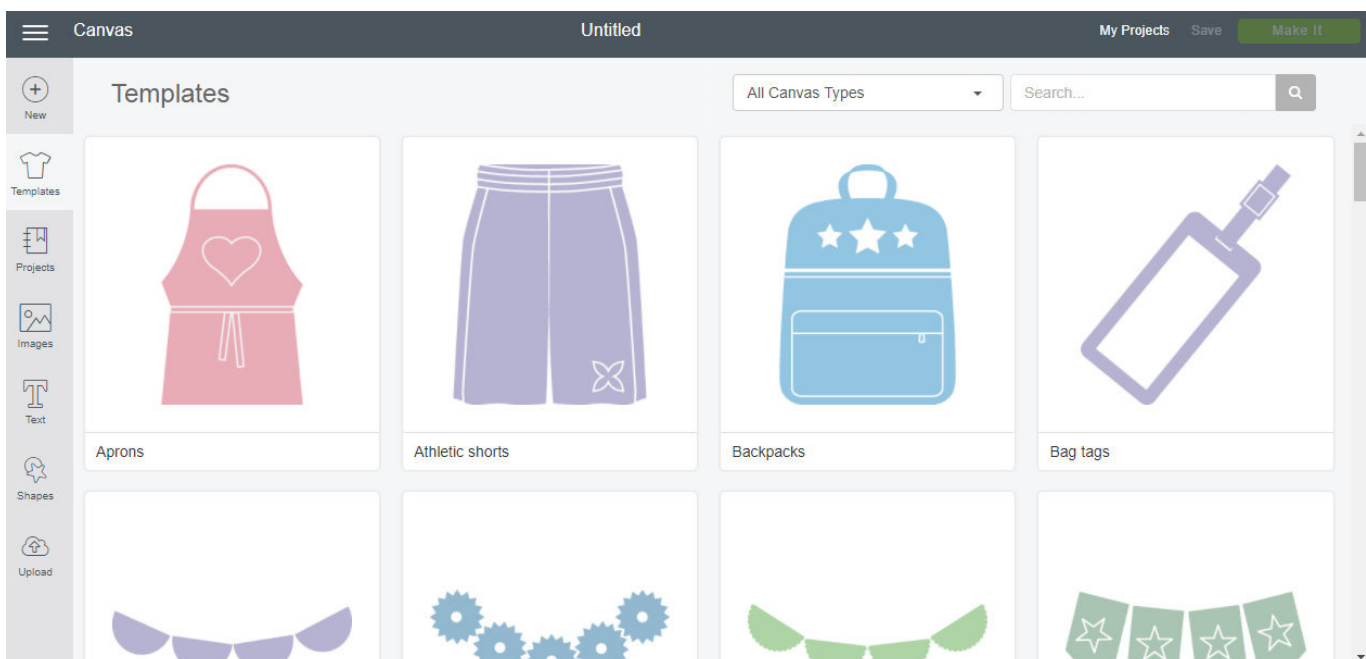 Canvas
Untitled
My Projects Save Make It
New
Templates
Projects
Images
Text
Shapes
Upload
Templates
All Canvas Types
Search...
Aprons
Athletic shorts
Backpacks
Bag tags